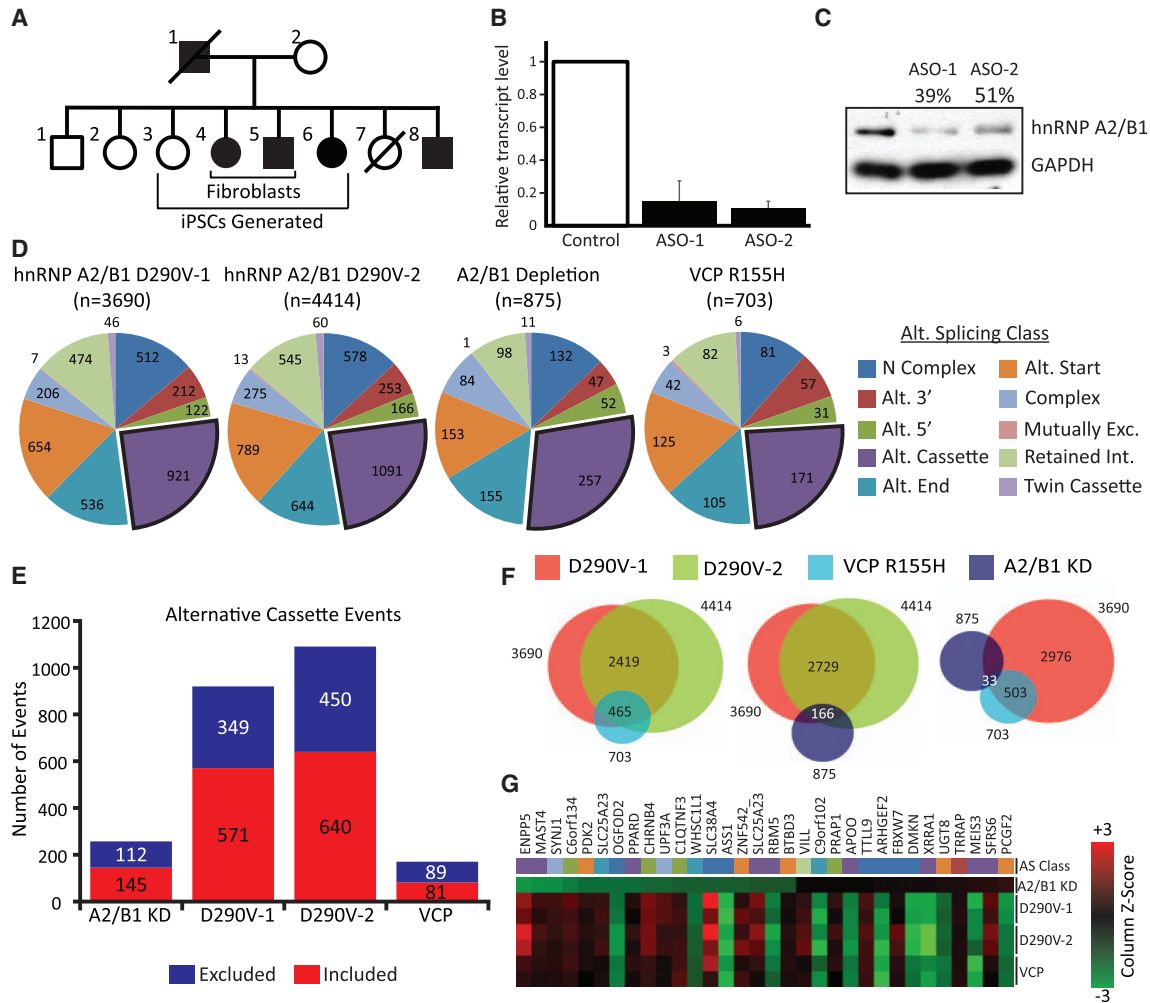 A
1
2
1
2
3
4
5
6
7
8
Fibroblasts
iPSCs Generated
B
Relative transcript level
1
0.8
0.6
0.4
0.2
0
Control
ASO-1
ASO-2
C
ASO-1 ASO-2
39% 51%
hnRNP A2/B1
GAPDH
D
hnRNP A2/B1 D290V-1
(n=3690)
46
512
212
122
921
536
654
206
7
474
hnRNP A2/B1 D290V-2
(n=4414)
60
578
253
166
1091
644
789
275
13
545
A2/B1 Depletion
(n=875)
11
132
47
52
257
155
153
84
1
98
VCP R155H
(n=703)
6
81
57
31
171
105
125
42
3
82
Alt. Splicing Class
N Complex
Alt. 3’
Alt. 5’
Alt. Cassette
Alt. End
Alt. Start
Complex
Mutually Exc.
Retained Int.
Twin Cassette
E
Alternative Cassette Events
Number of Events
1200
1000
800
600
400
200
0
112
145
349
571
450
640
89
81
A2/B1 KD
D290V-1
D290V-2
VCP
Excluded
Included
F
D290V-1
D290V-2
VCP R155H
A2/B1 KD
4414
3690
2419
465
703
4414
3690
2729
166
875
875
3690
2976
33
503
703
G
ENPP5
MAST4
SYNJ1
C6orf134
PDK2
SLC25A23
OGFOD2
PPARD
CHRNB4
UPF3A
C1QTNF3
WHSC1L1
SLC38A4
ASS1
ZNF542
SLC25A23
RBM5
BTBD3
VILL
C9orf102
PRAP1
APOO
TTLL9
ARHGEF2
FBXW7
DMKN
XRRA1
UGT8
TRRAP
MEIS3
SFRS6
PCGF2
AS Class
A2/B1 KD
D290V-1
D290V-2
VCP
+3
Column Z-Score
-3